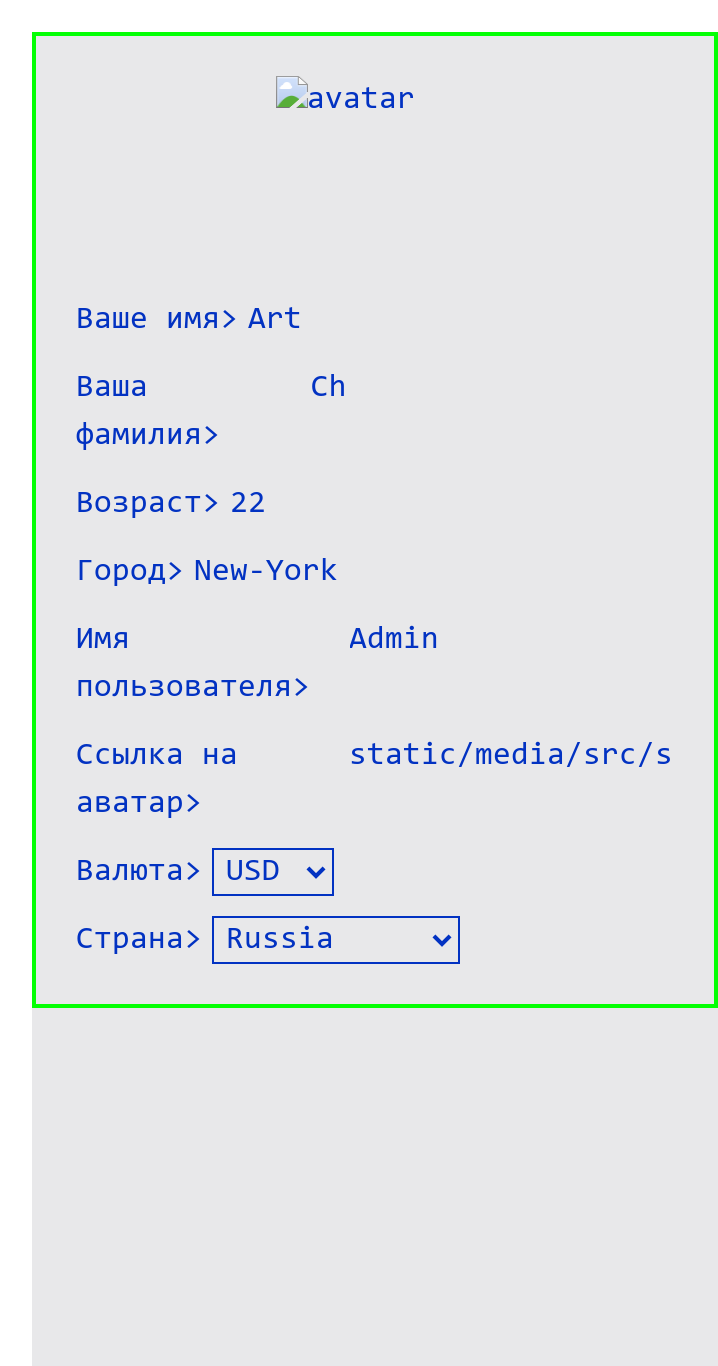 avatar
Ваше имя> Art
Ваша Ch
фамилия>
Возраст> 22
Город> New-York
Имя Admin
пользователя>
Ссылка на static/media/src/s
аватар>
Валюта> USD
Страна> Russia